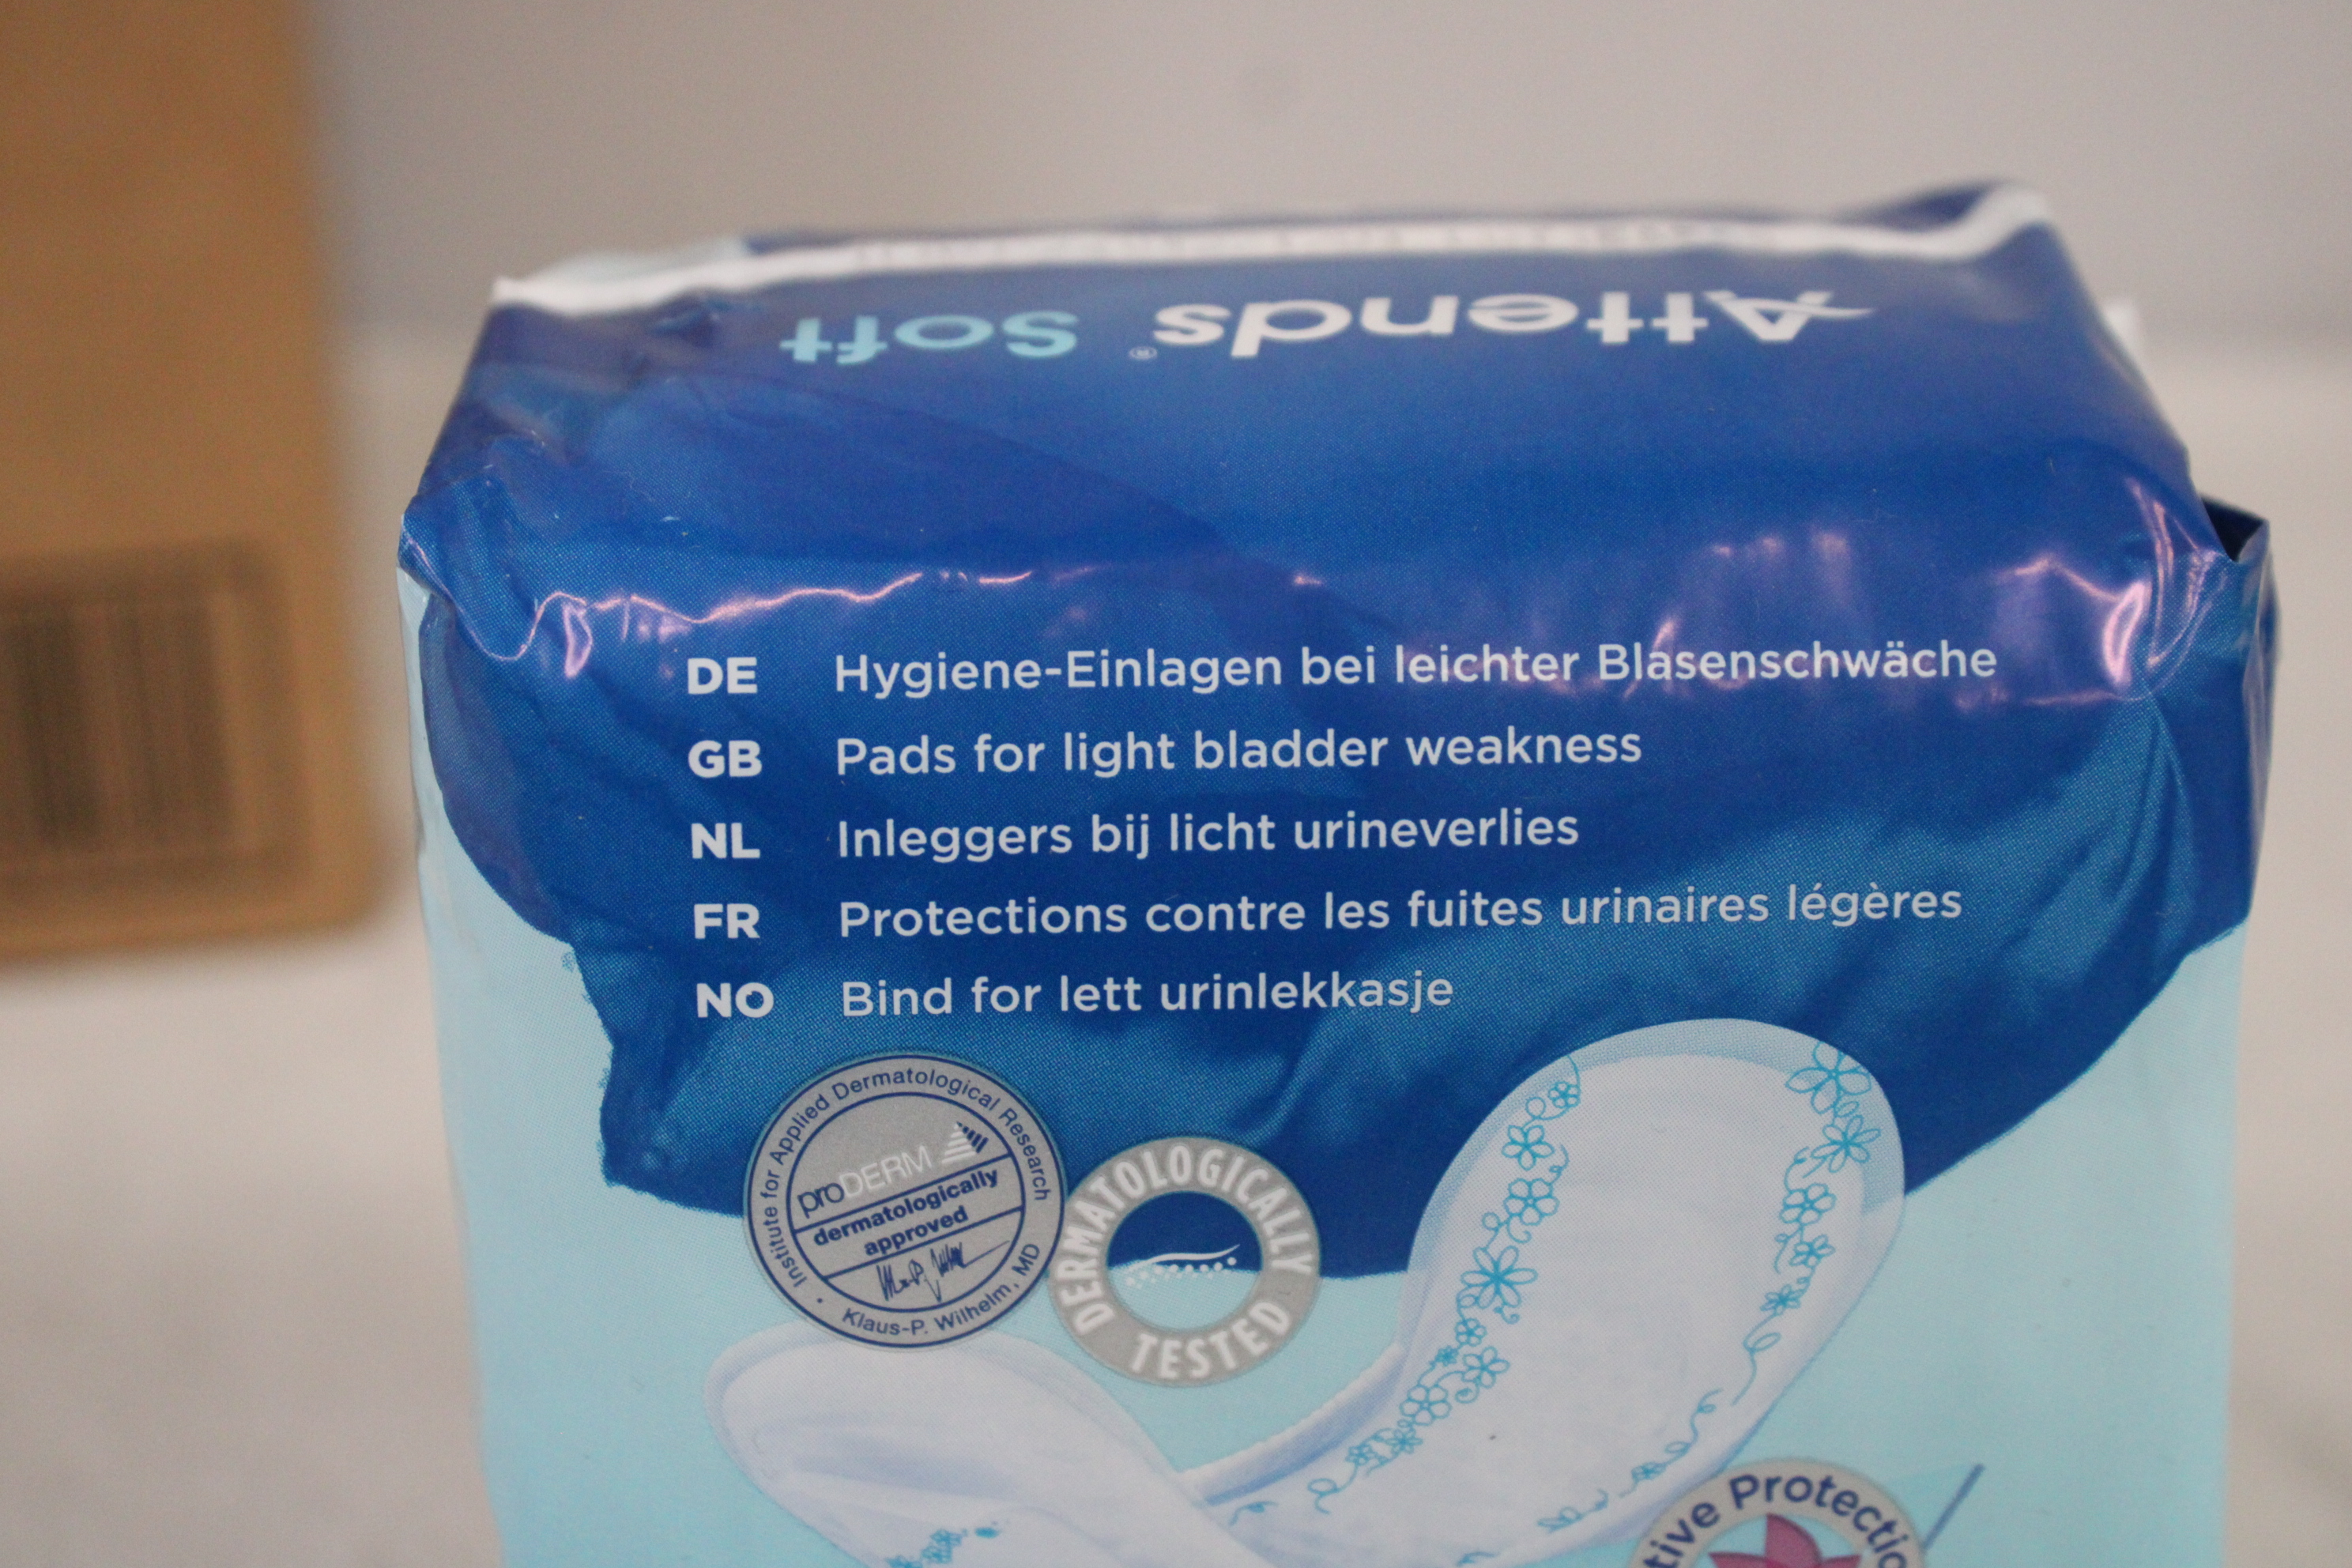 Attends® Soft
DE Hygiene-Einlagen bei leichter Blasenschwäche
GB Pads for light bladder weakness
NL Inleggers bij licht urineverlies
FR Protections contre les fuites urinaires légères
NO Bind for lett urinlekkasje
Institute for Applied Dermatological Research
proDERM
dermatologically
approved
Klaus-P. Wilhelm, MD
DERMATOLOGICALLY
TESTED